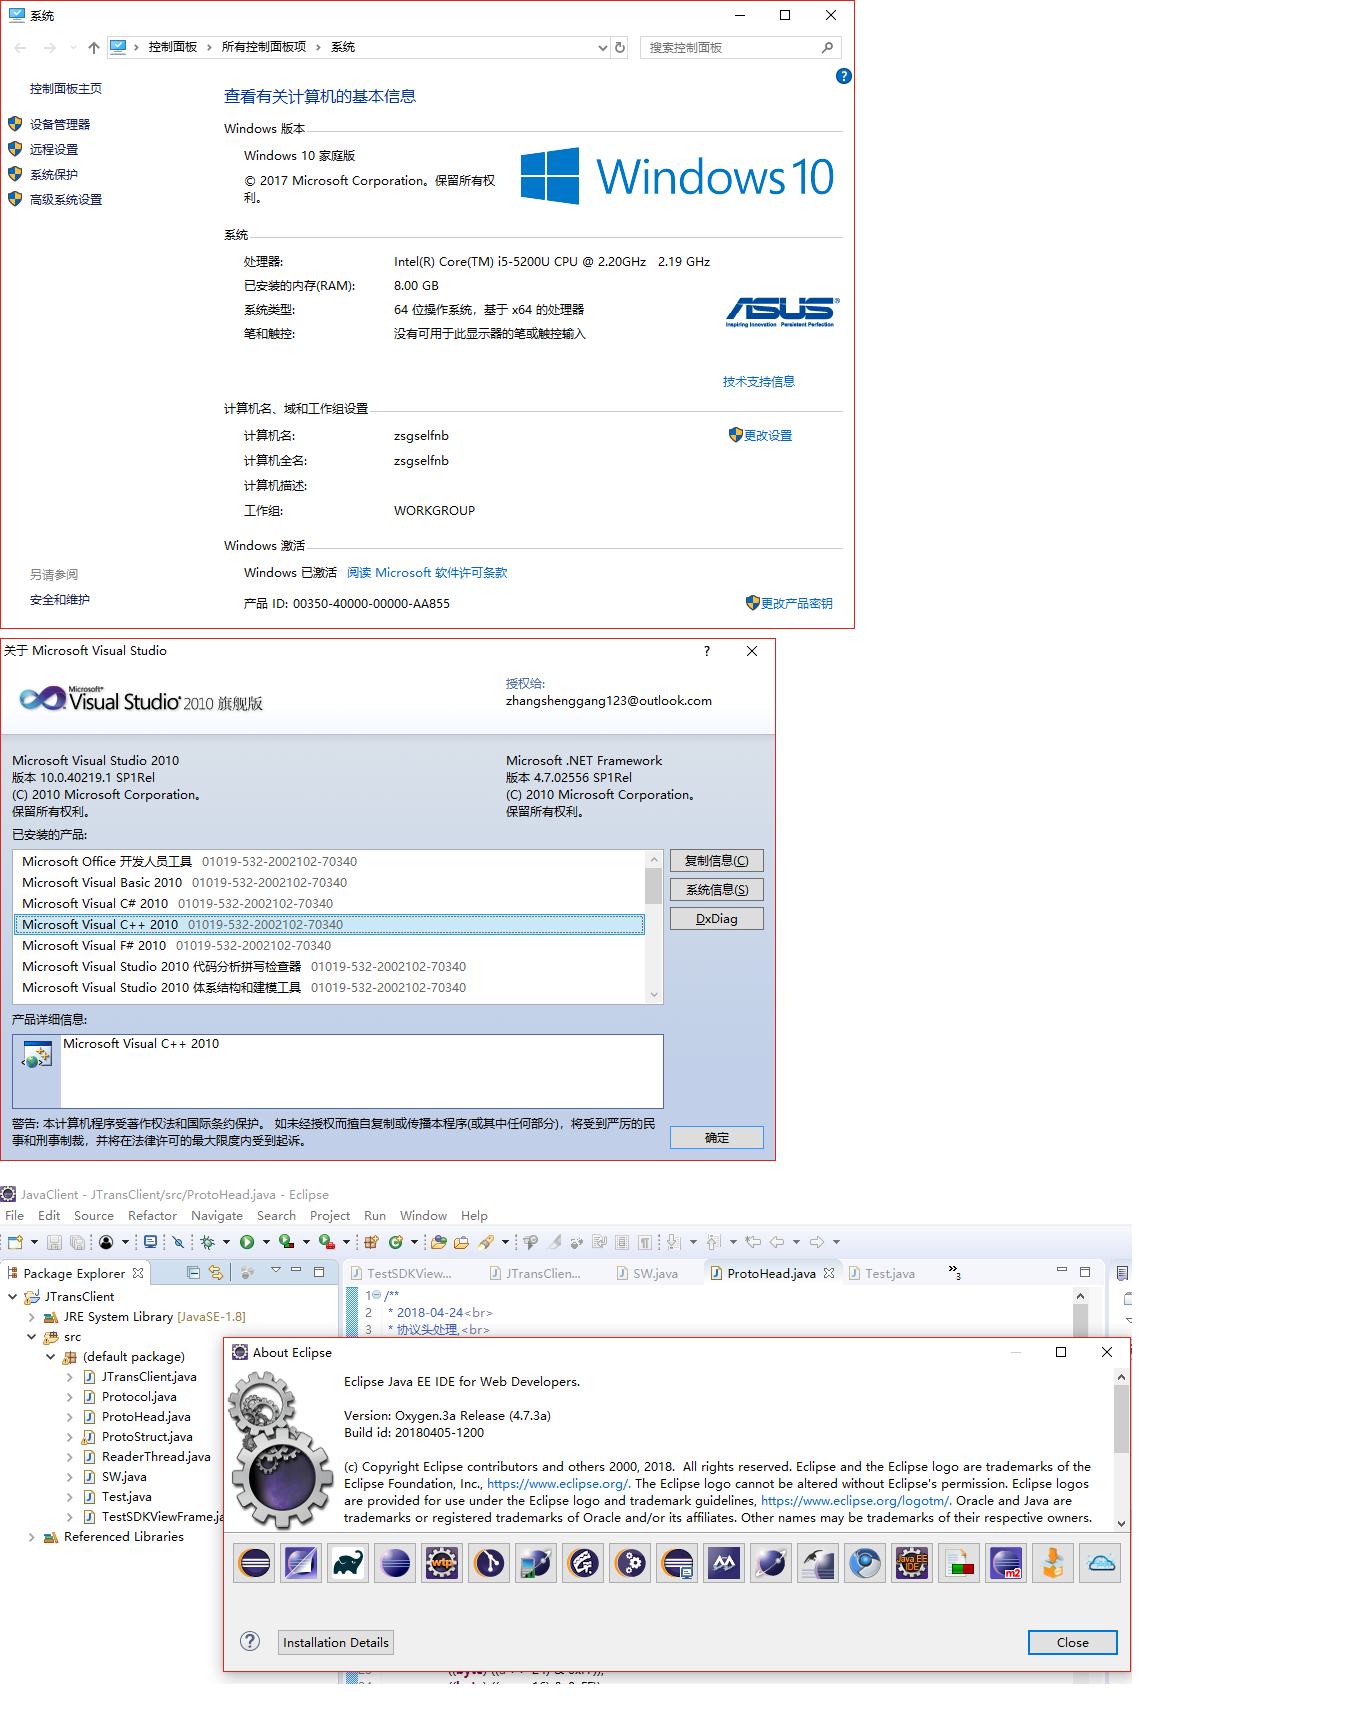 系统
控制面板 › 所有控制面板项 › 系统
搜索控制面板
控制面板主页
设备管理器
远程设置
系统保护
高级系统设置
另请参阅
安全和维护
查看有关计算机的基本信息
Windows 版本
Windows 10 家庭版
© 2017 Microsoft Corporation。保留所有权
利。
Windows 10
系统
处理器: Intel(R) Core(TM) i5-5200U CPU @ 2.20GHz 2.19 GHz
已安装的内存(RAM): 8.00 GB
系统类型: 64 位操作系统，基于 x64 的处理器
笔和触控: 没有可用于此显示器的笔或触控输入
ASUS
Inspiring Innovation Persistent Perfection
技术支持信息
计算机名、域和工作组设置
计算机名: zsgselfnb
更改设置
计算机全名: zsgselfnb
计算机描述:
工作组: WORKGROUP
Windows 激活
Windows 已激活 阅读 Microsoft 软件许可条款
产品 ID: 00350-40000-00000-AA855
更改产品密钥
关于 Microsoft Visual Studio
Microsoft
Visual Studio 2010 旗舰版
授权给:
zhangshenggang123@outlook.com
Microsoft Visual Studio 2010
版本 10.0.40219.1 SP1Rel
(C) 2010 Microsoft Corporation。
保留所有权利。
Microsoft .NET Framework
版本 4.7.02556 SP1Rel
(C) 2010 Microsoft Corporation。
保留所有权利。
已安装的产品:
Microsoft Office 开发人员工具 01019-532-2002102-70340
Microsoft Visual Basic 2010 01019-532-2002102-70340
Microsoft Visual C# 2010 01019-532-2002102-70340
Microsoft Visual C++ 2010 01019-532-2002102-70340
Microsoft Visual F# 2010 01019-532-2002102-70340
Microsoft Visual Studio 2010 代码分析拼写检查器 01019-532-2002102-70340
Microsoft Visual Studio 2010 体系结构和建模工具 01019-532-2002102-70340
复制信息(C)
系统信息(S)
DxDiag
产品详细信息:
Microsoft Visual C++ 2010
警告: 本计算机程序受著作权法和国际条约保护。 如未经授权而擅自复制或传播本程序(或其中任何部分)，将受到严厉的民
事和刑事制裁，并将在法律许可的最大限度内受到起诉。
确定
JavaClient - JTransClient/src/ProtoHead.java - Eclipse
File Edit Source Refactor Navigate Search Project Run Window Help
Package Explorer
TestSDKView... JTransClien... SW.java ProtoHead.java Test.java »3
JTransClient
JRE System Library [JavaSE-1.8]
src
(default package)
JTransClient.java
Protocol.java
ProtoHead.java
ProtoStruct.java
ReaderThread.java
SW.java
Test.java
TestSDKViewFrame.ja
Referenced Libraries
1 /**
2 * 2018-04-24<br>
3 * 协议头处理,<br>
About Eclipse
Eclipse Java EE IDE for Web Developers.
Version: Oxygen.3a Release (4.7.3a)
Build id: 20180405-1200
(c) Copyright Eclipse contributors and others 2000, 2018. All rights reserved. Eclipse and the Eclipse logo are trademarks of the
Eclipse Foundation, Inc., https://www.eclipse.org/. The Eclipse logo cannot be altered without Eclipse's permission. Eclipse logos
are provided for use under the Eclipse logo and trademark guidelines, https://www.eclipse.org/logotm/. Oracle and Java are
trademarks or registered trademarks of Oracle and/or its affiliates. Other names may be trademarks of their respective owners.
wtp
Java EE
IDE
m2
Installation Details
Close